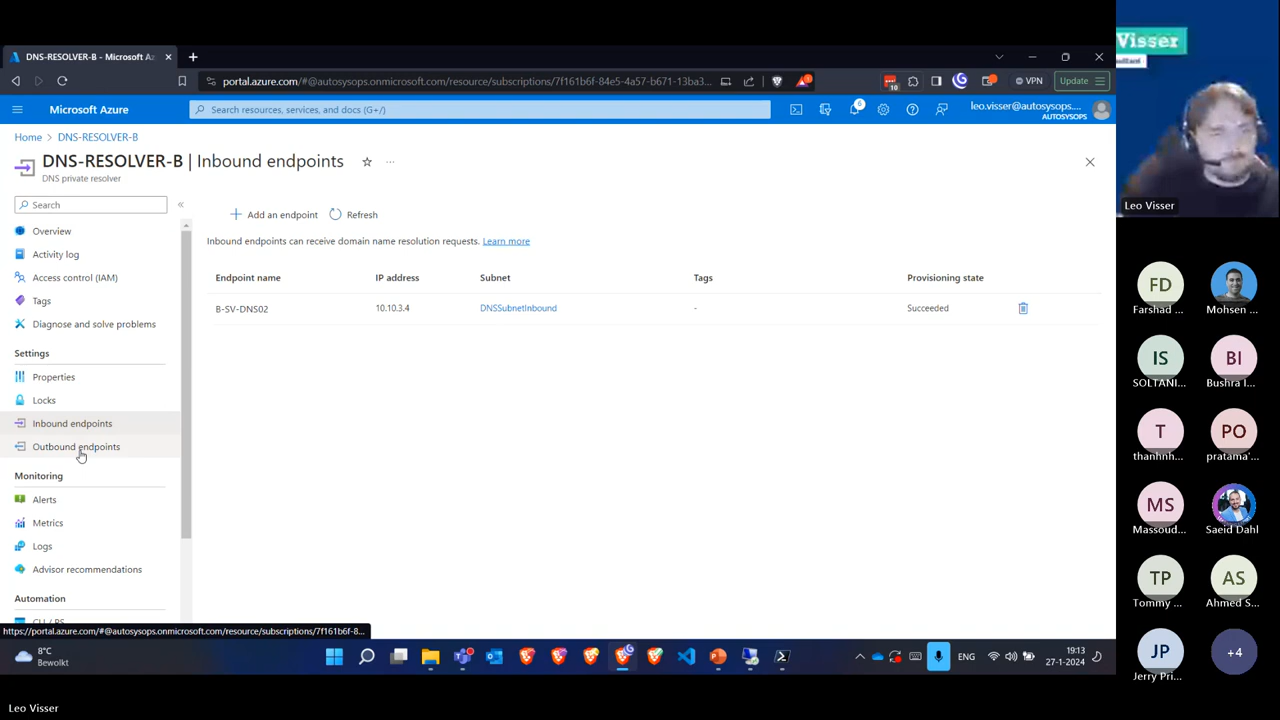 DNS-RESOLVER-B - Microsoft Az
portal.azure.com/#@autosysops.onmicrosoft.com/resource/subscriptions/7f161b6f-84e5-4a57-b671-13ba3...
10
1
VPN
Update
Microsoft Azure
Search resources, services, and docs (G+/)
6
leo.visser@autosysops....
AUTOSYSOPS
Home > DNS-RESOLVER-B
DNS-RESOLVER-B | Inbound endpoints
DNS private resolver
Search
Overview
Activity log
Access control (IAM)
Tags
Diagnose and solve problems
Settings
Properties
Locks
Inbound endpoints
Outbound endpoints
Monitoring
Alerts
Metrics
Logs
Advisor recommendations
Automation
Add an endpoint
Refresh
Inbound endpoints can receive domain name resolution requests. Learn more
Endpoint name IP address Subnet Tags Provisioning state
B-SV-DNS02 10.10.3.4 DNSSubnetInbound - Succeeded
https://portal.azure.com/#@autosysops.onmicrosoft.com/resource/subscriptions/7f161b6f-8...
8°C
Bewolkt
ENG
19:13
27-1-2024
Visser
Leo Visser
FD
Farshad ...
Mohsen ...
IS
SOLTANI...
BI
Bushra I...
T
thanhnh...
PO
pratama'...
MS
Massoud...
Saeid Dahl
TP
Tommy ...
AS
Ahmed S...
JP
Jerry Pri...
+4
Leo Visser